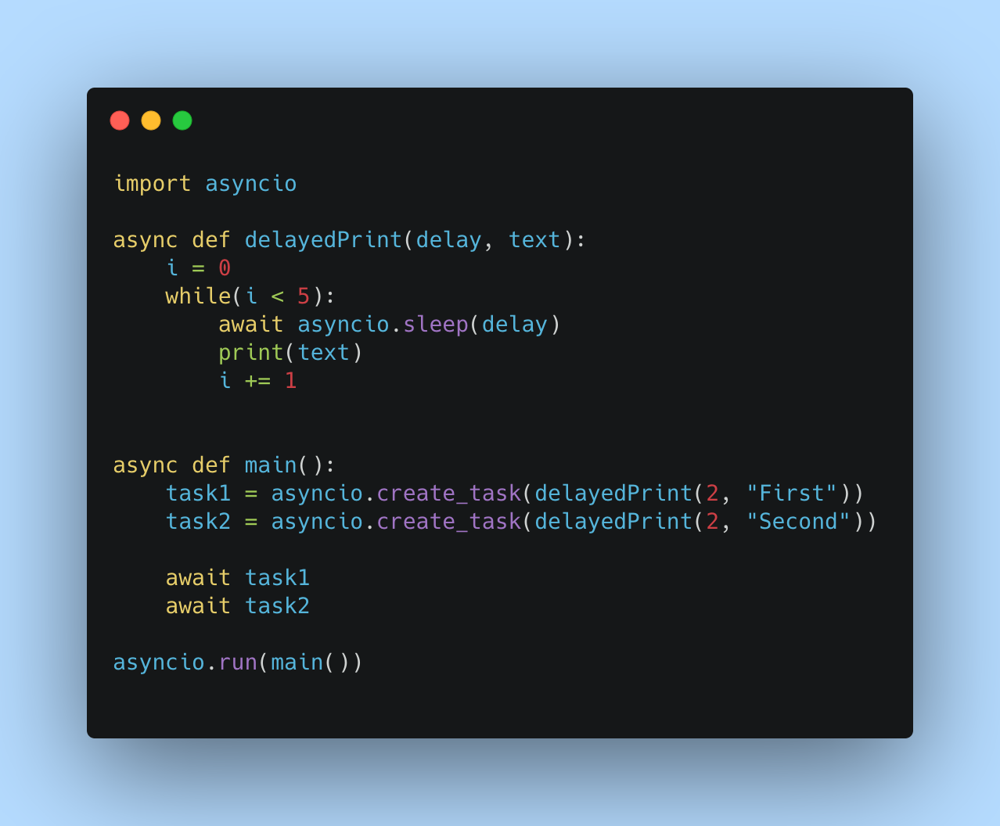 import asyncio

async def delayedPrint(delay, text):
    i = 0
    while(i < 5):
        await asyncio.sleep(delay)
        print(text)
        i += 1


async def main():
    task1 = asyncio.create_task(delayedPrint(2, "First"))
    task2 = asyncio.create_task(delayedPrint(2, "Second"))

    await task1
    await task2

asyncio.run(main())